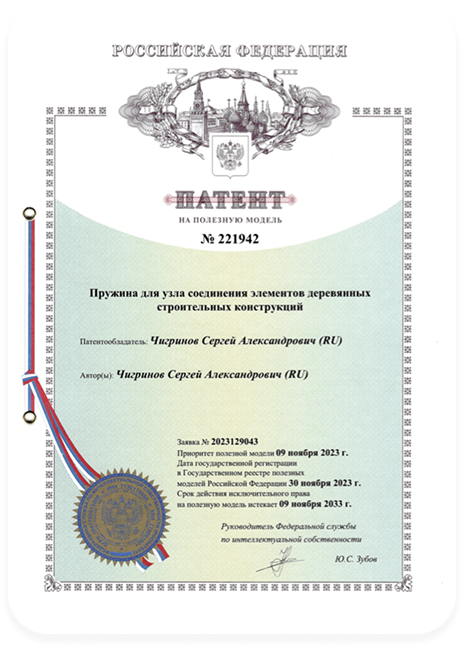 РОССИЙСКАЯ ФЕДЕРАЦИЯ
ПАТЕНТ
НА ПОЛЕЗНУЮ МОДЕЛЬ
№ 221942
Пружина для узла соединения элементов деревянных
строительных конструкций
Патентообладатель: Чигринов Сергей Александрович (RU)
Автор(ы): Чигринов Сергей Александрович (RU)
Заявка № 2023129043
Приоритет полезной модели 09 ноября 2023 г.
Дата государственной регистрации
в Государственном реестре полезных
моделей Российской Федерации 30 ноября 2023 г.
Срок действия исключительного права
на полезную модель истекает 09 ноября 2033 г.
Руководитель Федеральной службы
по интеллектуальной собственности
Ю.С. Зубов